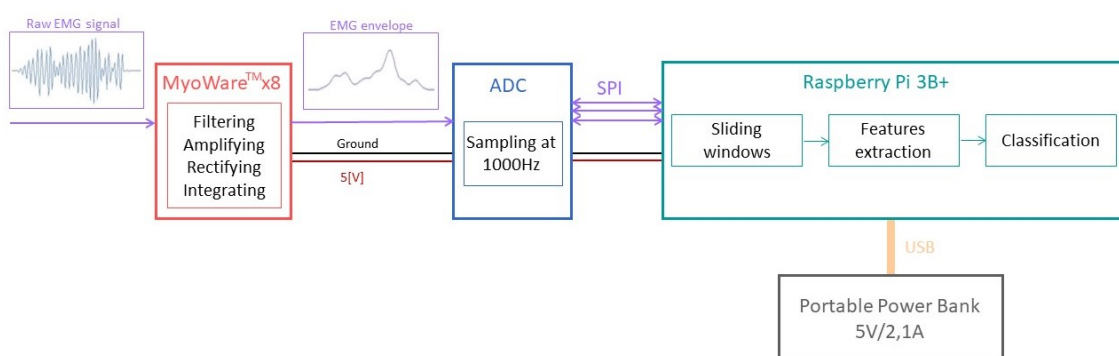 Raw EMG signal
EMG envelope
MyoWare™x8
Filtering
Amplifying
Rectifying
Integrating
Ground
5[V]
ADC
Sampling at
1000Hz
SPI
Raspberry Pi 3B+
Sliding
windows
Features
extraction
Classification
USB
Portable Power Bank
5V/2,1A